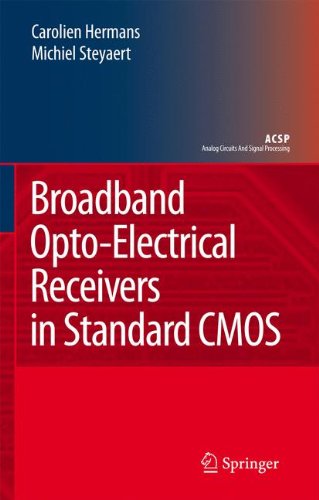 Carolien Hermans
Michiel Steyaert
ACSP
Analog Circuits And Signal Processing
Broadband
Opto-Electrical
Receivers
in Standard CMOS
Springer